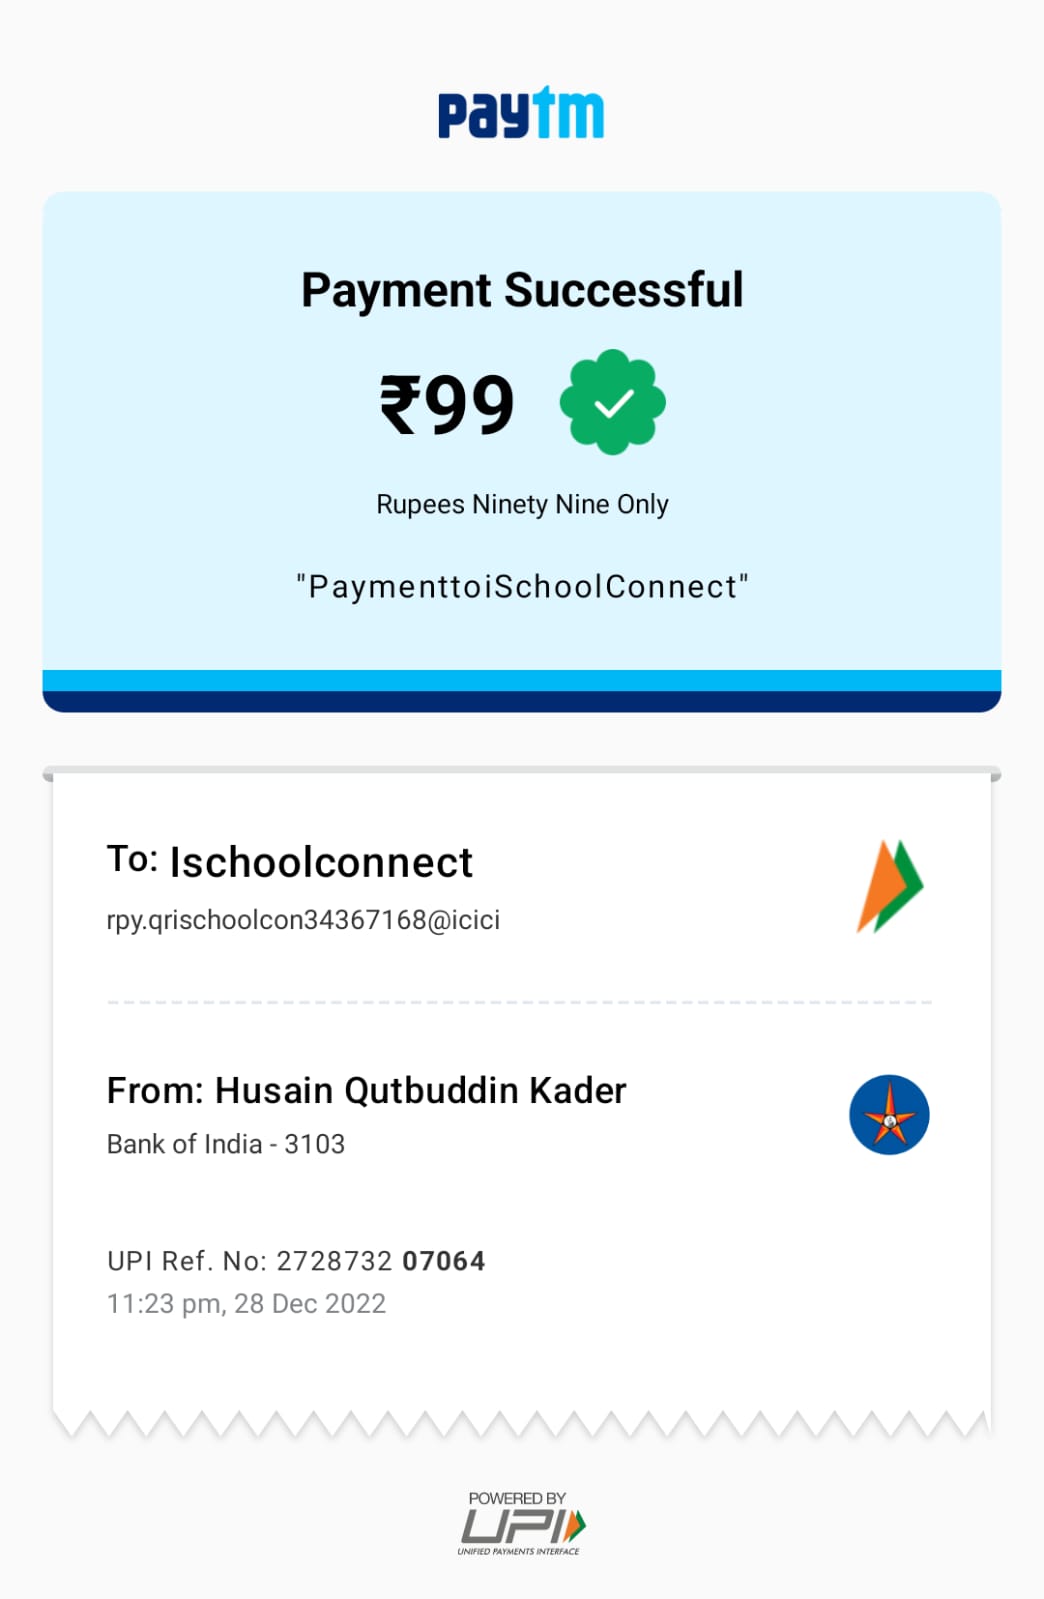 paytm
Payment Successful
₹99
Rupees Ninety Nine Only
"PaymenttoiSchoolConnect"
To: Ischoolconnect
rpy.qrischoolcon34367168@icici
From: Husain Qutbuddin Kader
Bank of India - 3103
UPI Ref. No: 2728732 07064
11:23 pm, 28 Dec 2022
POWERED BY
UPI
UNIFIED PAYMENTS INTERFACE